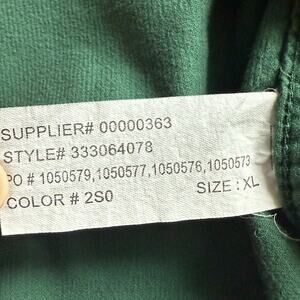 SUPPLIER# 00000363
STYLE# 333064078
PO # 1050579,1050577,1050576,1050573
COLOR # 2S0 SIZE : XL